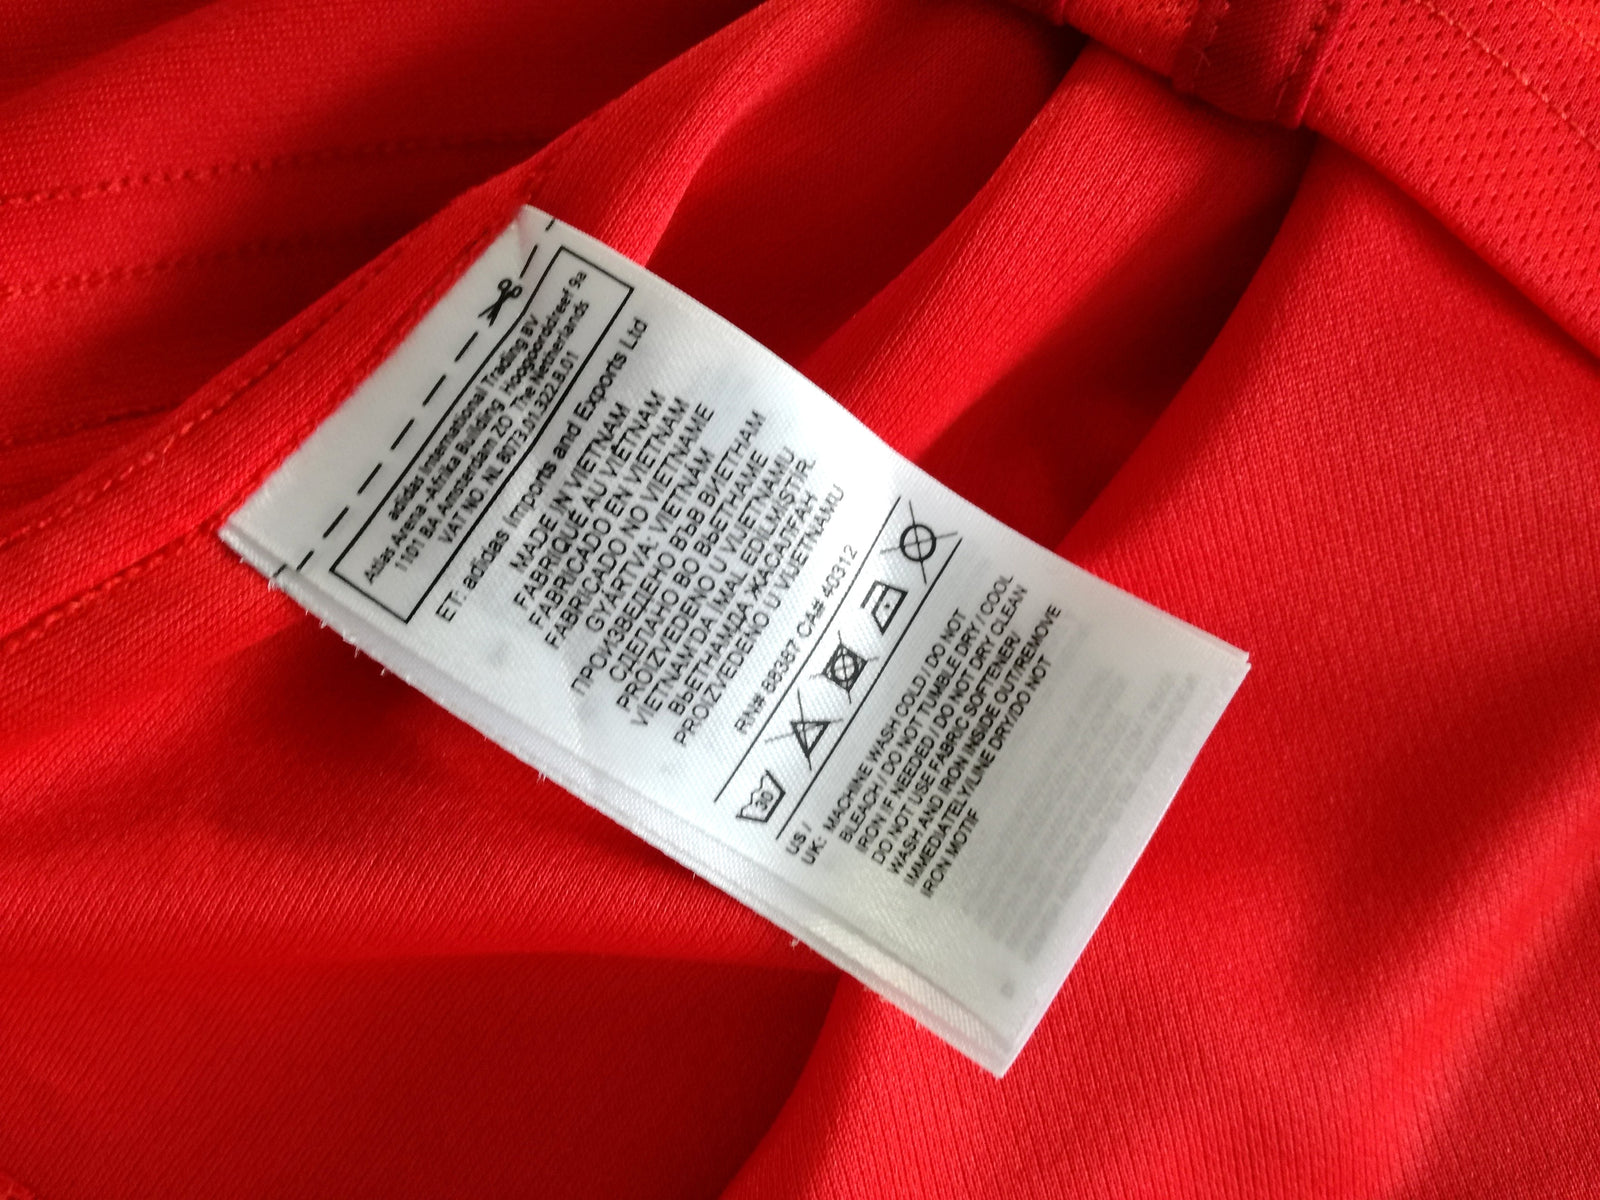 adidas International Trading BV
Atlas Arena -Afrika Building Hoogoorddreef 9a
1101 BA Amsterdam ZO The Netherlands
VAT NO. NL 8073.01.322.B.01
ET: adidas Imports and Exports Ltd
MADE IN VIETNAM
FABRIQUÉ AU VIÊTNAM
FABRICADO EN VIETNAM
FABRICADO NO VIETNAME
GYÁRTVA: VIETNAM
ПРОИЗВЕДЕНО ВЪВ ВИЕТНАМ
СДЕЛАНО ВО ВЬЕТНАМЕ
PROIZVEDENO U VIJETNAMU
VIETNAM'DA İMAL EDİLMİŞTİR.
ВЬЕТНАМДА ЖАСАЛҒАН
PROIZVEDENO U VIJETNAMU
RN# 88387 CA# 40312
30
US /
UK: MACHINE WASH COLD / DO NOT
BLEACH / DO NOT TUMBLE DRY / COOL
IRON IF NEEDED / DO NOT DRY CLEAN
DO NOT USE FABRIC SOFTENER/
WASH AND IRON INSIDE OUT/REMOVE
IMMEDIATELY/LINE DRY/DO NOT
IRON MOTIF